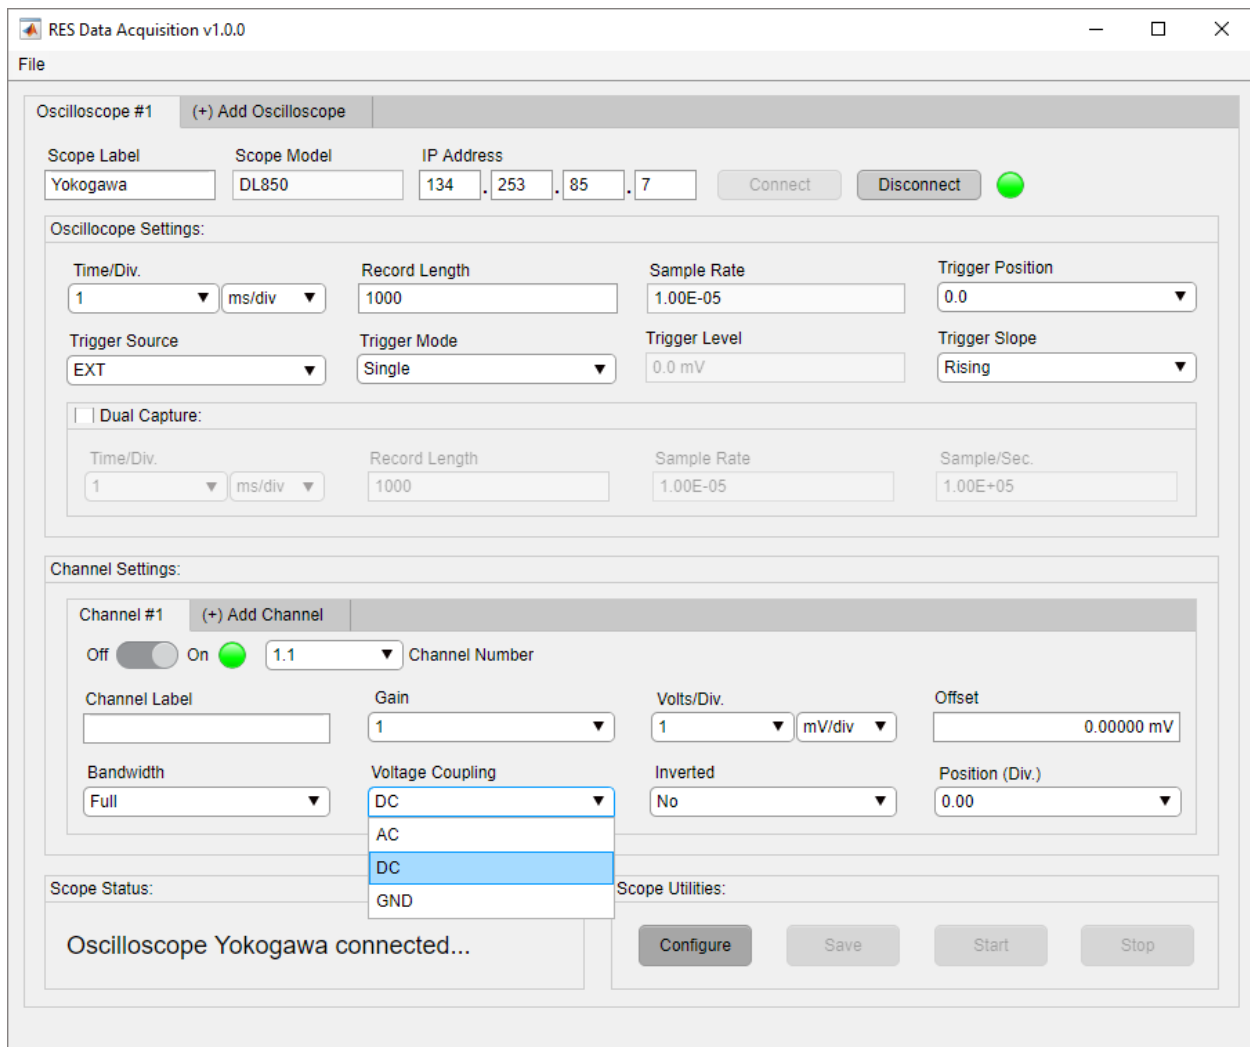 RES Data Acquisition v1.0.0
File
Oscilloscope #1 (+) Add Oscilloscope
Scope Label Scope Model IP Address
Yokogawa DL850 134 . 253 . 85 . 7 Connect Disconnect
Oscillocope Settings:
Time/Div. Record Length Sample Rate Trigger Position
1 ms/div 1000 1.00E-05 0.0
Trigger Source Trigger Mode Trigger Level Trigger Slope
EXT Single 0.0 mV Rising
Dual Capture:
Time/Div. Record Length Sample Rate Sample/Sec.
1 ms/div 1000 1.00E-05 1.00E+05
Channel Settings:
Channel #1 (+) Add Channel
Off On 1.1 Channel Number
Channel Label Gain Volts/Div. Offset
1 1 mV/div 0.00000 mV
Bandwidth Voltage Coupling Inverted Position (Div.)
Full DC No 0.00
AC
DC
GND
Scope Status: Scope Utilities:
Oscilloscope Yokogawa connected... Configure Save Start Stop